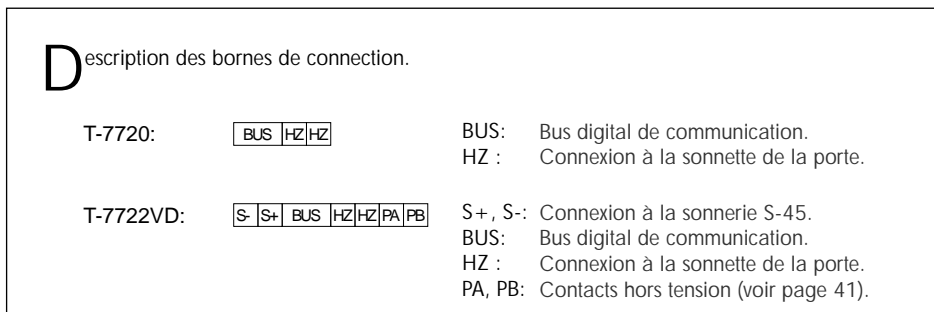 Description des bornes de connection.
T-7720: BUS HZ HZ BUS: Bus digital de communication.
HZ : Connexion à la sonnette de la porte.
T-7722VD: S- S+ BUS HZ HZ PA PB S+, S-: Connexion à la sonnerie S-45.
BUS: Bus digital de communication.
HZ : Connexion à la sonnette de la porte.
PA, PB: Contacts hors tension (voir page 41).